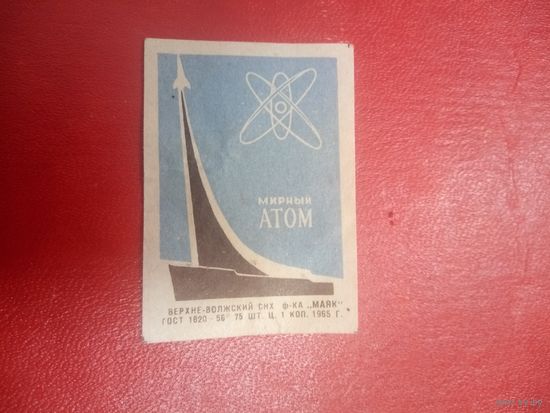 МИРНЫЙ
АТОМ
ВЕРХНЕ-ВОЛЖСКИЙ СНХ Ф-КА „МАЯК"
ГОСТ 1820-56 75 ШТ. Ц. 1 КОП. 1965 Г.